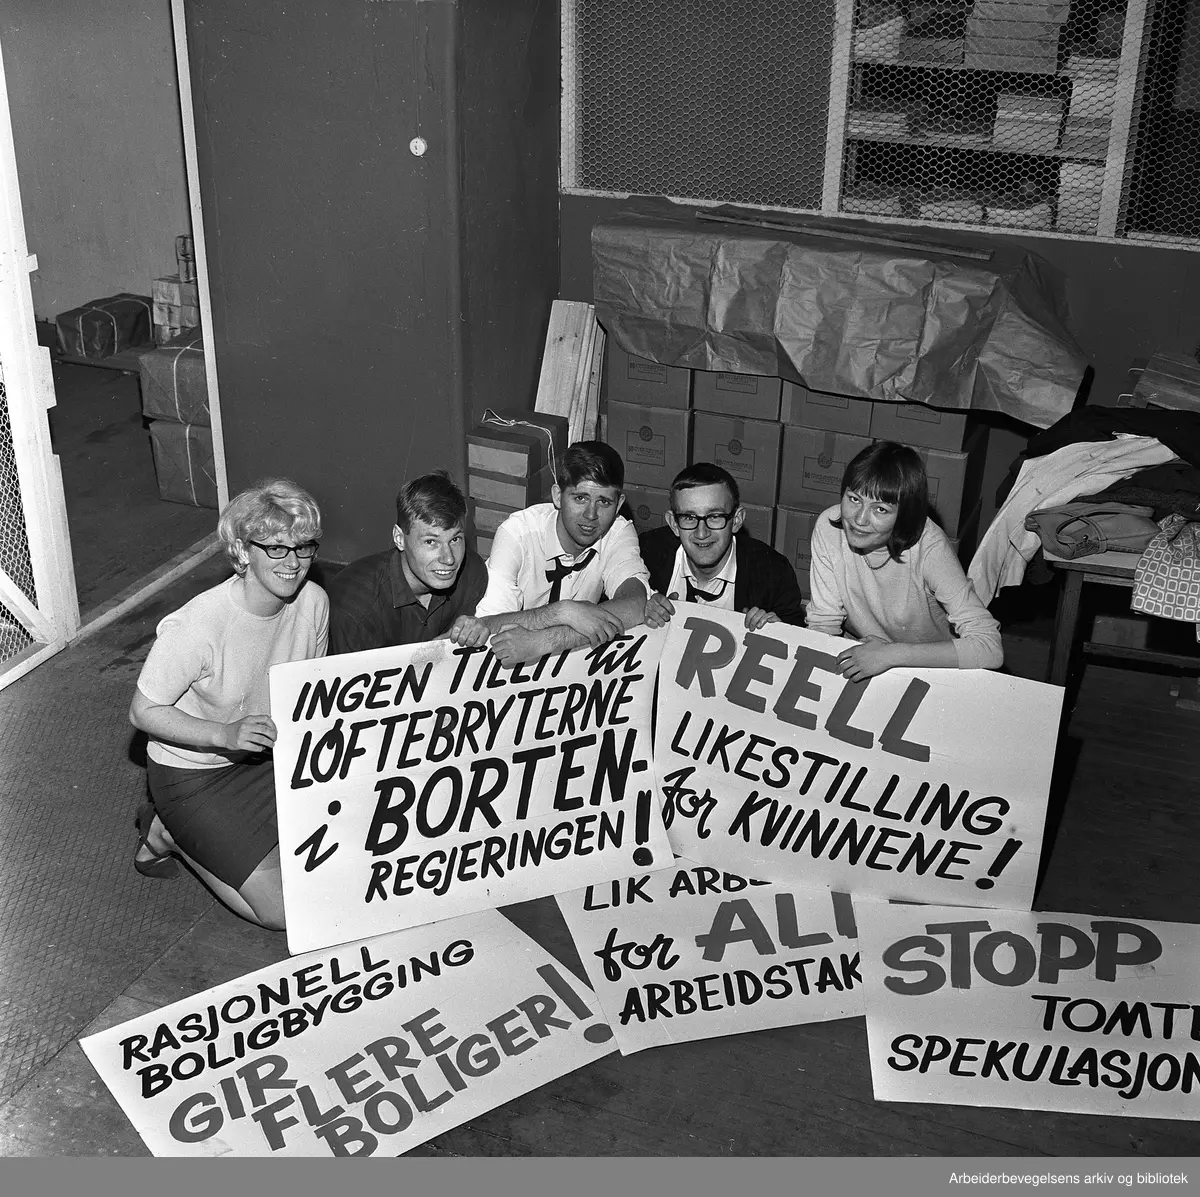 INGEN TILLIT til
LØFTEBRYTERNE
i BORTEN-
REGJERINGEN!
REELL
LIKESTILLING
for KVINNENE!
RASJONELL
BOLIGBYGGING
GIR
FLERE
BOLIGER!
LIK
for
ARBEIDSTAK
STOPP
TOMTE
SPEKULASJON
Arbeiderbevegelsens arkiv og bibliotek